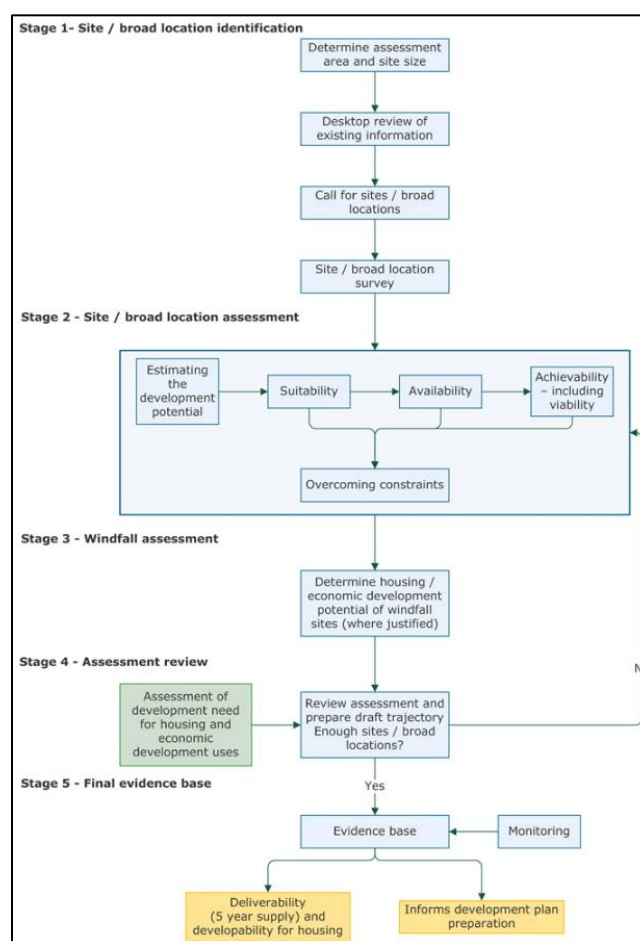 Stage 1- Site / broad location identification
Determine assessment
area and site size
Desktop review of
existing information
Call for sites / broad
locations
Site / broad location
survey
Stage 2 - Site / broad location assessment
Estimating
the
development
potential
Suitability
Availability
Achievability
– including
viability
Overcoming constraints
Stage 3 - Windfall assessment
Determine housing /
economic development
potential of windfall
sites (where justified)
Stage 4 - Assessment review
Assessment of
development need
for housing and
economic
development uses
Review assessment and
prepare draft trajectory
Enough sites / broad
locations?
N
Stage 5 - Final evidence base
Yes
Evidence base
Monitoring
Deliverability
(5 year supply) and
developability for housing
Informs development plan
preparation